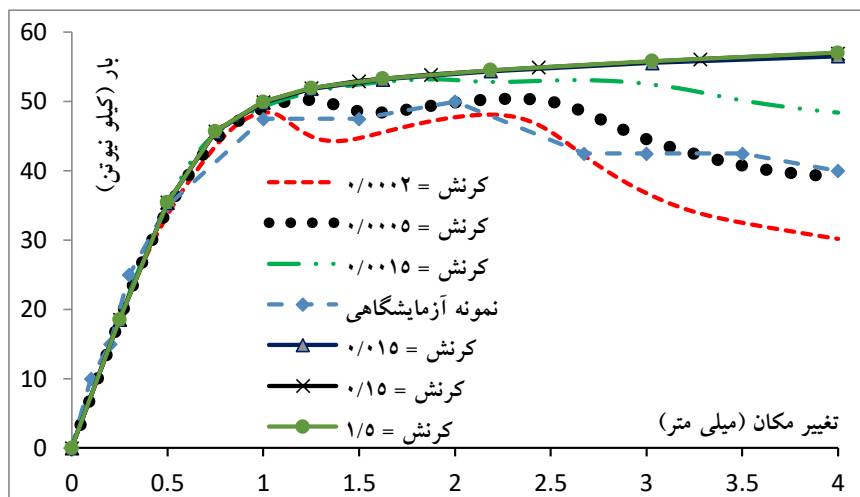 60
50
40
30
20
10
0
بار (کیلو نیوتن)
کرنش = ۰/۰۰۰۲
کرنش = ۰/۰۰۰۵
کرنش = ۰/۰۰۱۵
نمونه آزمایشگاهی
کرنش = ۰/۰۱۵
کرنش = ۰/۱۵
کرنش = ۱/۵
تغییر مکان (میلی متر)
0 0.5 1 1.5 2 2.5 3 3.5 4